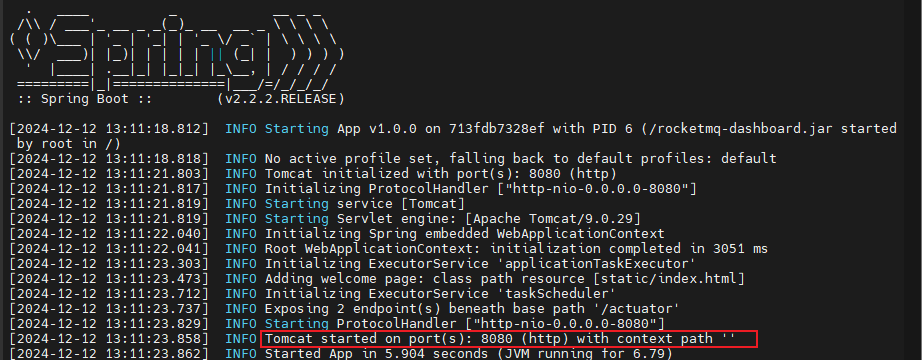 .   ____          _            __ _ _
 /\\ / ___'_ __ _ _(_)_ __  __ _ \ \ \ \
( ( )\___ | '_ | '_| | '_ \/ _` | \ \ \ \
 \\/  ___)| |_)| | | | | || (_| |  ) ) ) )
  '  |____| .__|_| |_|_| |_\__, | / / / /
 =========|_|==============|___/=/_/_/_/
 :: Spring Boot ::        (v2.2.2.RELEASE)
[2024-12-12 13:11:18.812]  INFO Starting App v1.0.0 on 713fdb7328ef with PID 6 (/rocketmq-dashboard.jar started
 by root in /)
[2024-12-12 13:11:18.818]  INFO No active profile set, falling back to default profiles: default
[2024-12-12 13:11:21.803]  INFO Tomcat initialized with port(s): 8080 (http)
[2024-12-12 13:11:21.817]  INFO Initializing ProtocolHandler ["http-nio-0.0.0.0-8080"]
[2024-12-12 13:11:21.819]  INFO Starting service [Tomcat]
[2024-12-12 13:11:21.819]  INFO Starting Servlet engine: [Apache Tomcat/9.0.29]
[2024-12-12 13:11:22.040]  INFO Initializing Spring embedded WebApplicationContext
[2024-12-12 13:11:22.041]  INFO Root WebApplicationContext: initialization completed in 3051 ms
[2024-12-12 13:11:23.303]  INFO Initializing ExecutorService 'applicationTaskExecutor'
[2024-12-12 13:11:23.473]  INFO Adding welcome page: class path resource [static/index.html]
[2024-12-12 13:11:23.712]  INFO Initializing ExecutorService 'taskScheduler'
[2024-12-12 13:11:23.737]  INFO Exposing 2 endpoint(s) beneath base path '/actuator'
[2024-12-12 13:11:23.829]  INFO Starting ProtocolHandler ["http-nio-0.0.0.0-8080"]
[2024-12-12 13:11:23.858]  INFO Tomcat started on port(s): 8080 (http) with context path ''
[2024-12-12 13:11:23.862]  INFO Started App in 5.904 seconds (JVM running for 6.79)